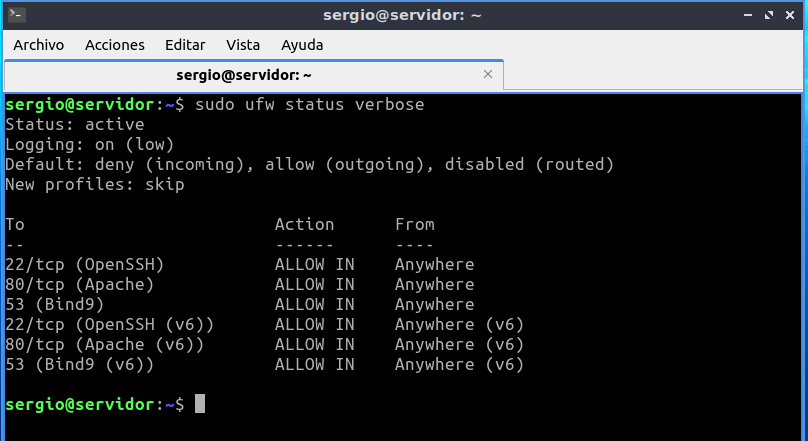 sergio@servidor: ~
Archivo Acciones Editar Vista Ayuda
sergio@servidor: ~
sergio@servidor:~$ sudo ufw status verbose
Status: active
Logging: on (low)
Default: deny (incoming), allow (outgoing), disabled (routed)
New profiles: skip
To Action From
-- ------ ----
22/tcp (OpenSSH) ALLOW IN Anywhere
80/tcp (Apache) ALLOW IN Anywhere
53 (Bind9) ALLOW IN Anywhere
22/tcp (OpenSSH (v6)) ALLOW IN Anywhere (v6)
80/tcp (Apache (v6)) ALLOW IN Anywhere (v6)
53 (Bind9 (v6)) ALLOW IN Anywhere (v6)
sergio@servidor:~$